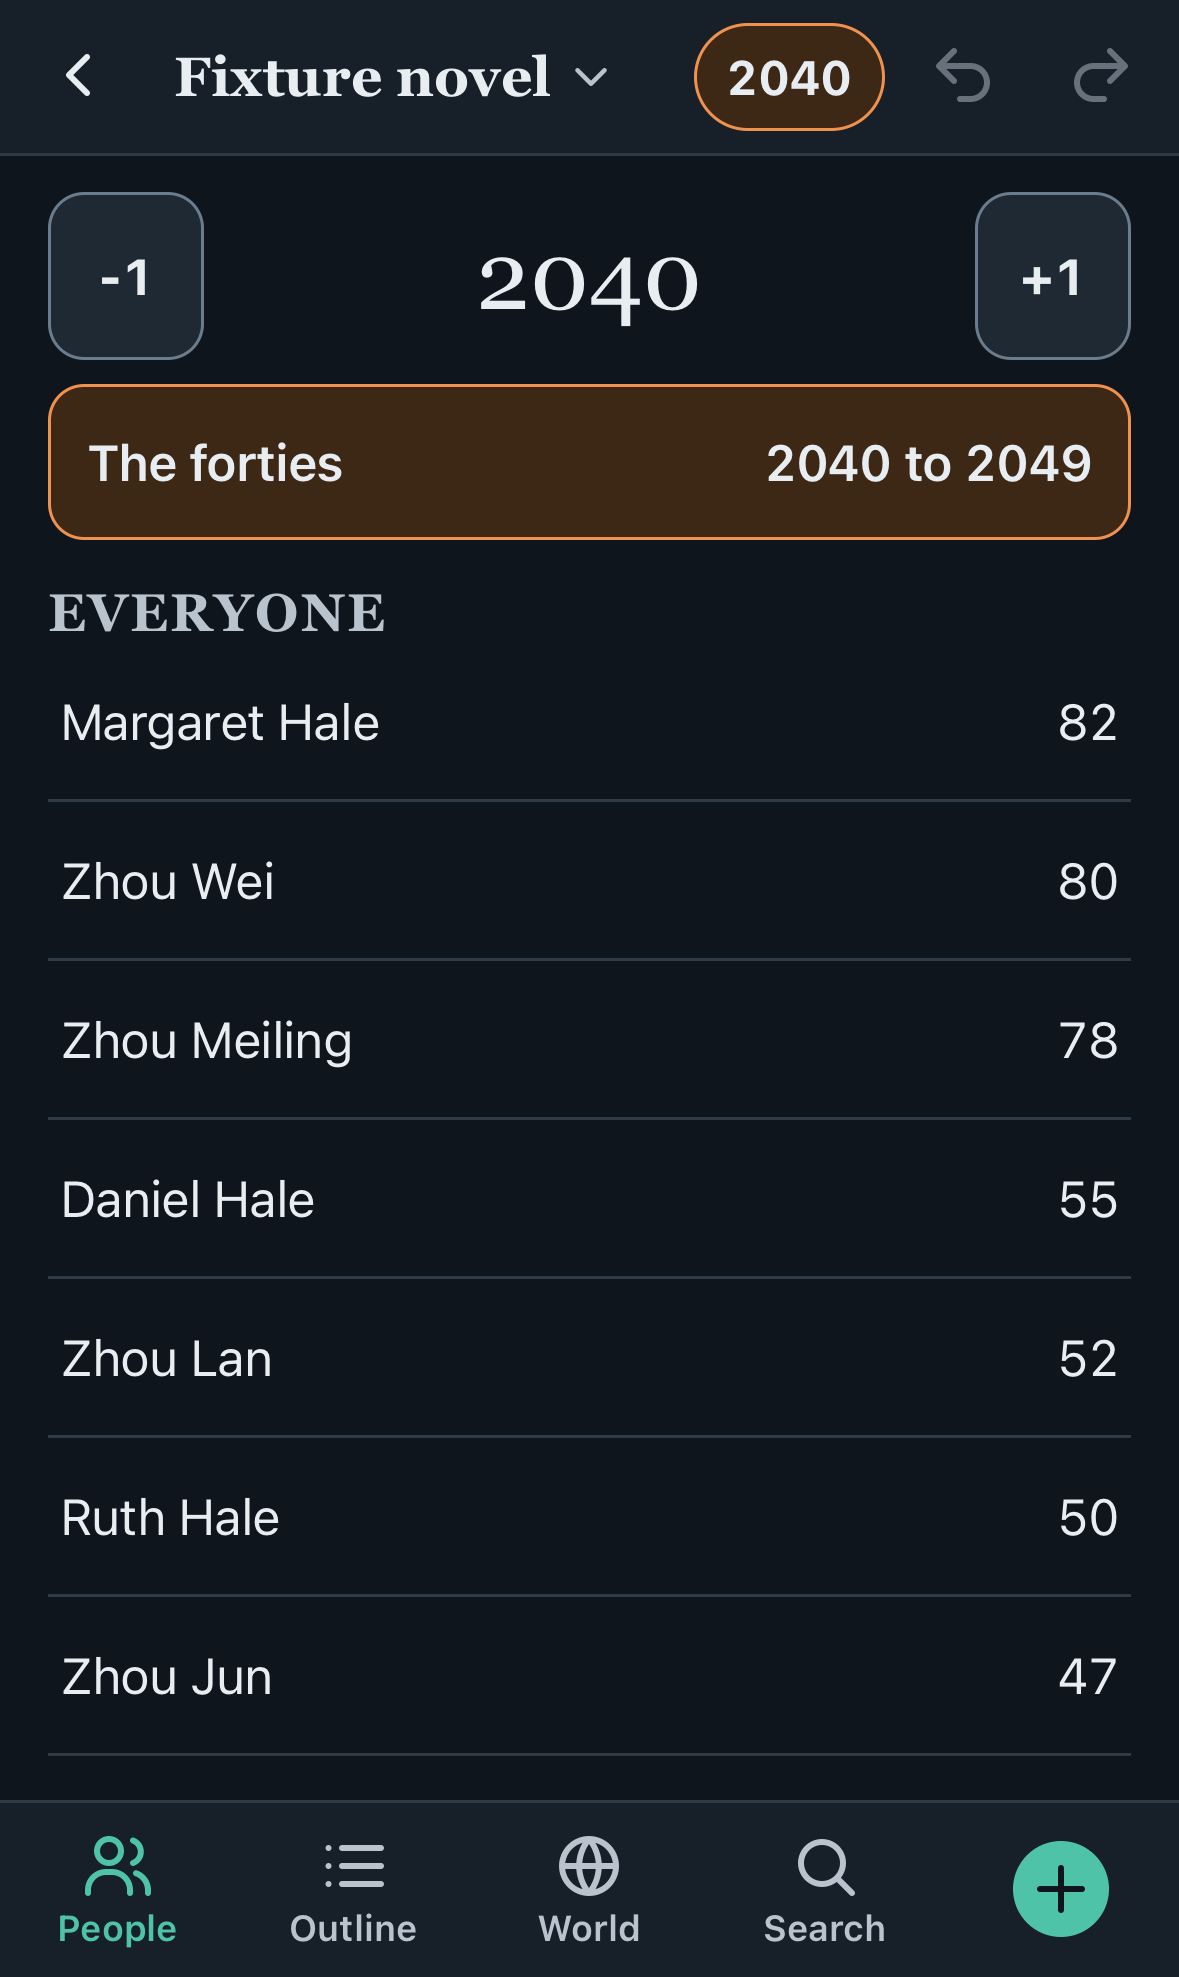 Fixture novel 2040
-1 2040 +1
The forties 2040 to 2049
EVERYONE
Margaret Hale 82
Zhou Wei 80
Zhou Meiling 78
Daniel Hale 55
Zhou Lan 52
Ruth Hale 50
Zhou Jun 47
People Outline World Search